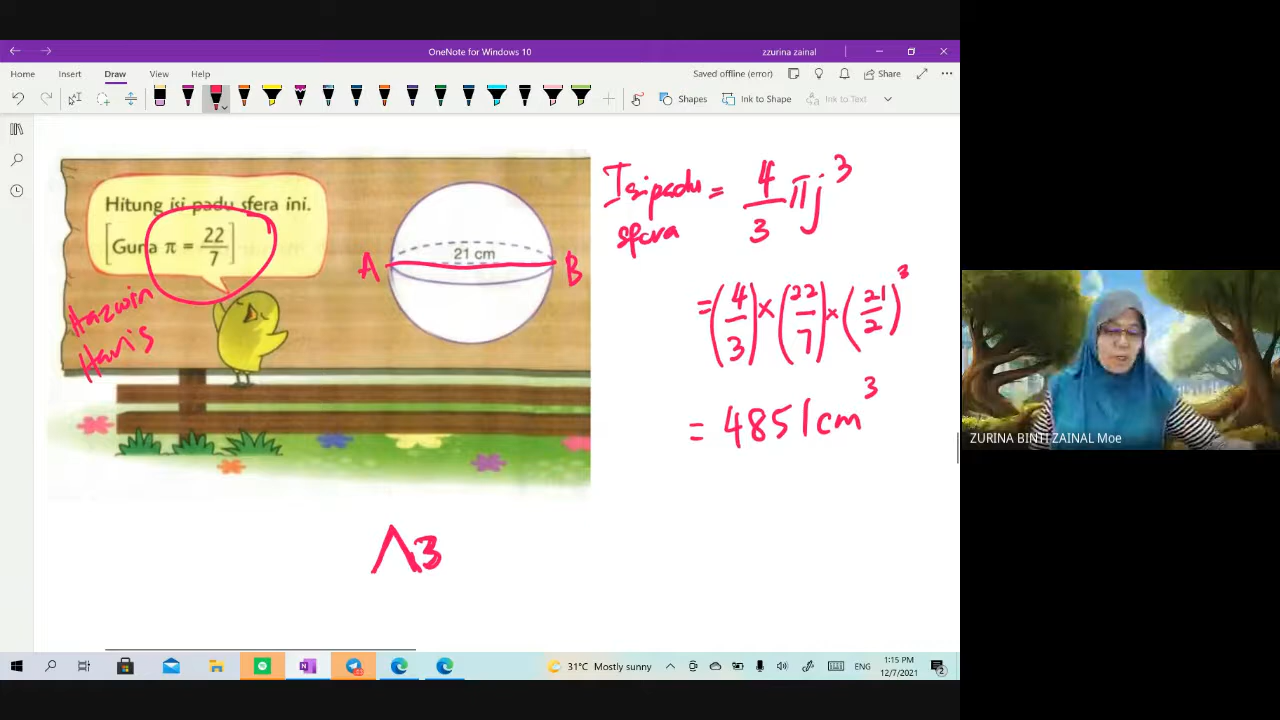 OneNote for Windows 10
zzurina zainal
Home Insert Draw View Help
Saved offline (error)
Share
Shapes
Ink to Shape
Ink to Text
Hitung isi padu sfera ini.
[Guna π = 22/7]
21 cm
A
B
Hazwin
Haris
Isipadu sfera = 4/3 πj³
= (4/3) × (22/7) × (21/2)³
= 4851 cm³
^3
ZURINA BINTI ZAINAL Moe
31°C Mostly sunny
ENG
1:15 PM
12/7/2021
2